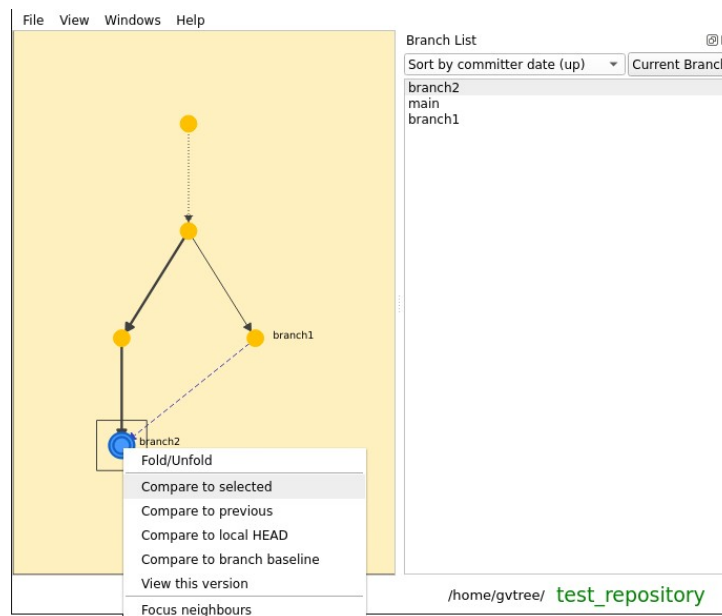 File View Windows Help
Branch List
Sort by committer date (up) Current Branch
branch2
main
branch1
branch1
branch2
Fold/Unfold
Compare to selected
Compare to previous
Compare to local HEAD
Compare to branch baseline
View this version
Focus neighbours
/home/gvtree/ test_repository